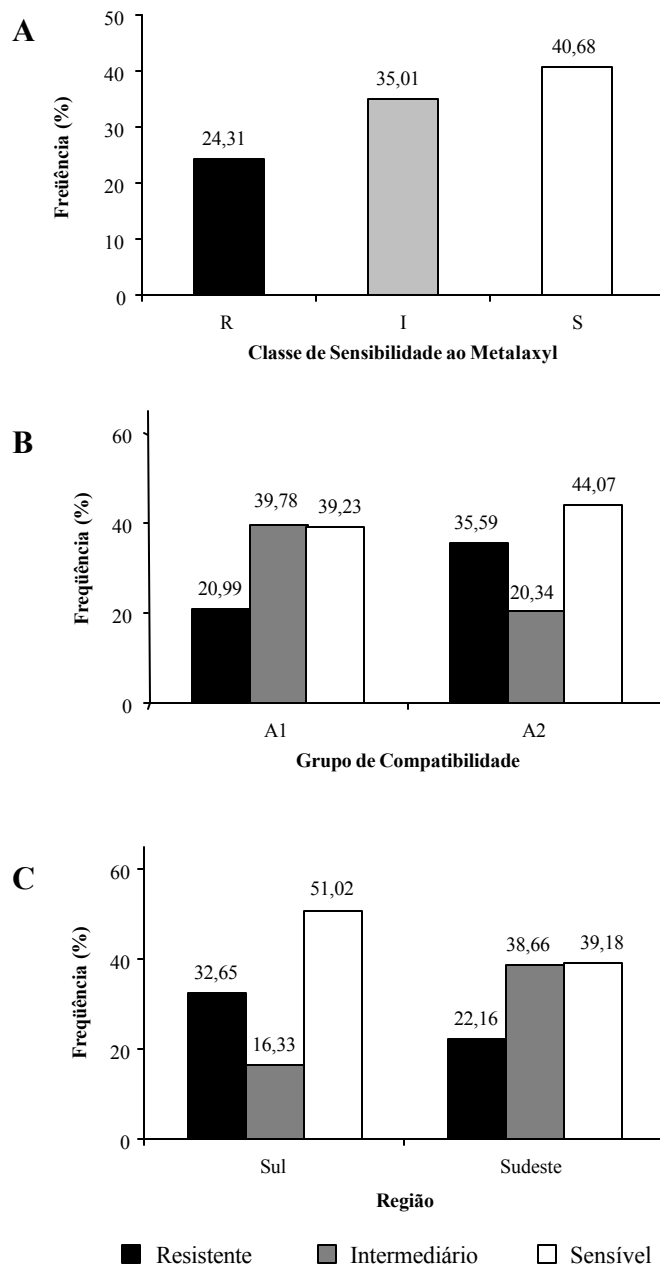 A
Freüência (%)
50
40
30
20
10
0
24,31
35,01
40,68
R I S
Classe de Sensibilidade ao Metalaxyl
B
Freqüência (%)
60
40
20
0
20,99
39,78
39,23
35,59
20,34
44,07
A1 A2
Grupo de Compatibilidade
C
Freqüência (%)
60
40
20
0
32,65
16,33
51,02
22,16
38,66
39,18
Sul Sudeste
Região
Resistente Intermediário Sensível